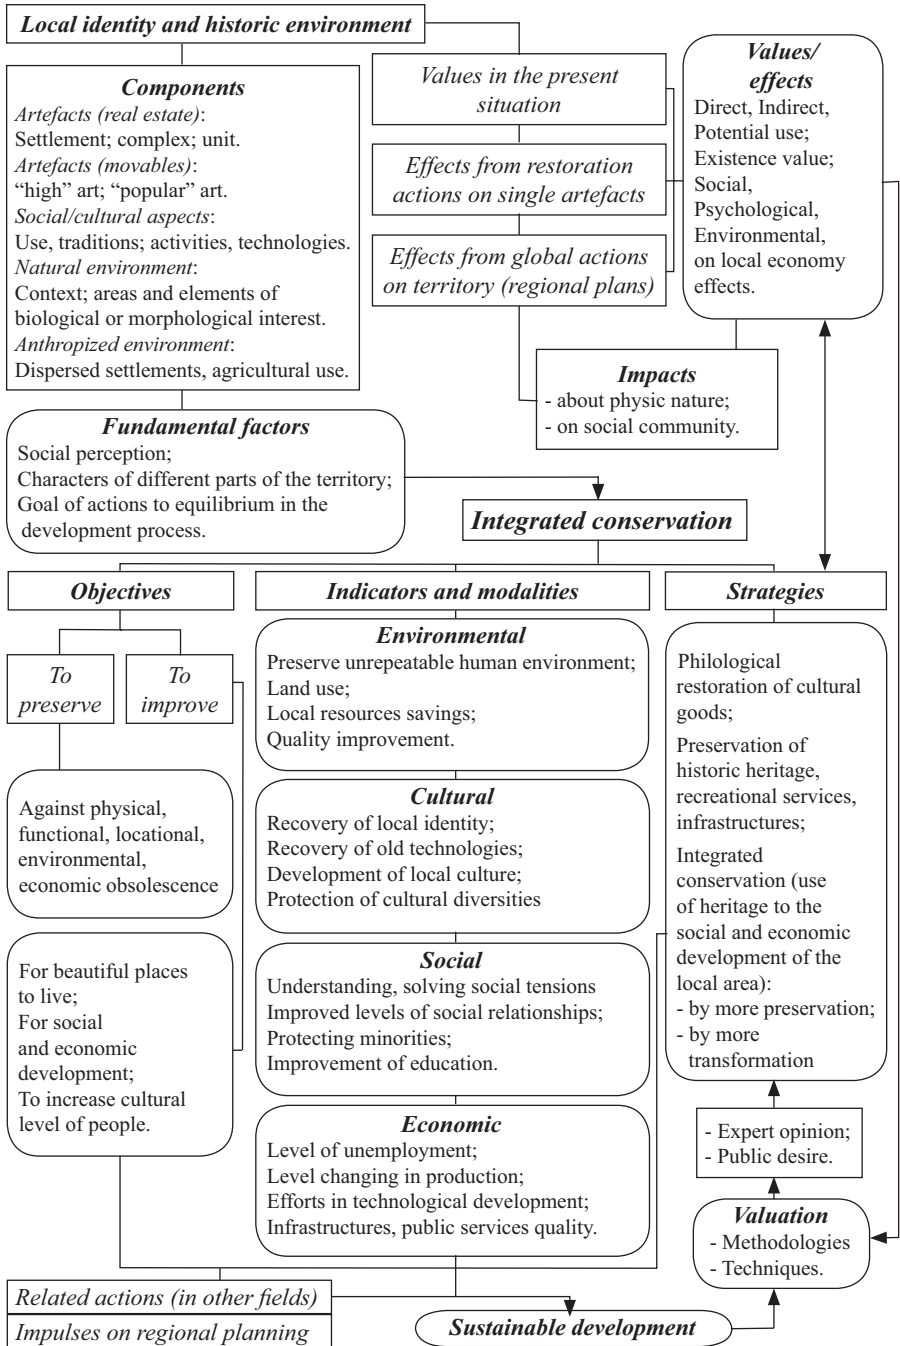 Local identity and historic environment
Components
Artefacts (real estate):
Settlement; complex; unit.
Artefacts (movables):
“high” art; “popular” art.
Social/cultural aspects:
Use, traditions; activities, technologies.
Natural environment:
Context; areas and elements of
biological or morphological interest.
Anthropized environment:
Dispersed settlements, agricultural use.
Values in the present
situation
Effects from restoration
actions on single artefacts
Effects from global actions
on territory (regional plans)
Values/
effects
Direct, Indirect,
Potential use;
Existence value;
Social,
Psychological,
Environmental,
on local economy
effects.
Impacts
- about physic nature;
- on social community.
Fundamental factors
Social perception;
Characters of different parts of the territory;
Goal of actions to equilibrium in the
development process.
Integrated conservation
Objectives
To
preserve
To
improve
Against physical,
functional, locational,
environmental,
economic obsolescence
For beautiful places
to live;
For social
and economic
development;
To increase cultural
level of people.
Indicators and modalities
Environmental
Preserve unrepeatable human environment;
Land use;
Local resources savings;
Quality improvement.
Cultural
Recovery of local identity;
Recovery of old technologies;
Development of local culture;
Protection of cultural diversities
Social
Understanding, solving social tensions
Improved levels of social relationships;
Protecting minorities;
Improvement of education.
Economic
Level of unemployment;
Level changing in production;
Efforts in technological development;
Infrastructures, public services quality.
Strategies
Philological
restoration of cultural
goods;
Preservation of
historic heritage,
recreational services,
infrastructures;
Integrated
conservation (use
of heritage to the
social and economic
development of the
local area):
- by more preservation;
- by more
transformation
- Expert opinion;
- Public desire.
Valuation
- Methodologies
- Techniques.
Related actions (in other fields)
Impulses on regional planning
Sustainable development